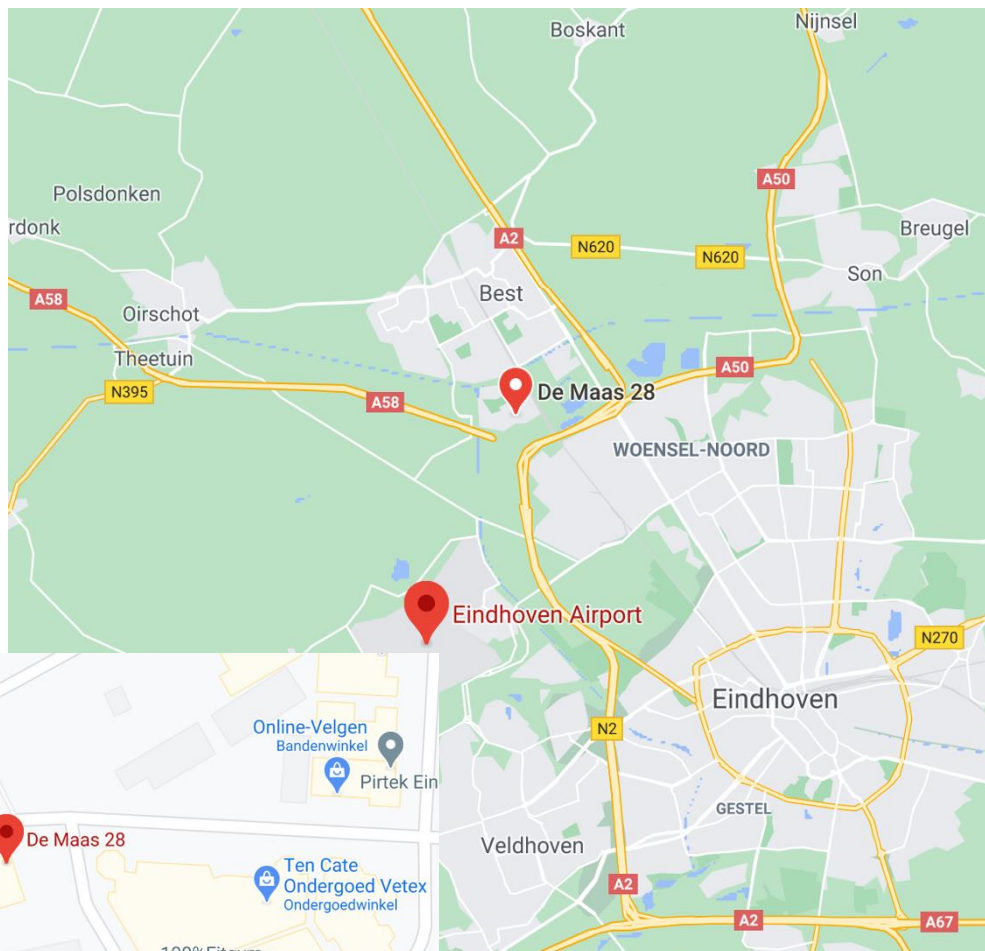 Boskant
Nijnsel
A50
Polsdonken
rdonk
Breugel
A2
N620
N620
Son
Best
A58
Oirschot
Theetuin
A50
N395
A58
De Maas 28
WOENSEL-NOORD
Eindhoven Airport
N270
Eindhoven
N2
GESTEL
Veldhoven
A2
A2
A67
Online-Velgen
Bandenwinkel
Pirtek Ein
De Maas 28
Ten Cate
Ondergoed Vetex
Ondergoedwinkel